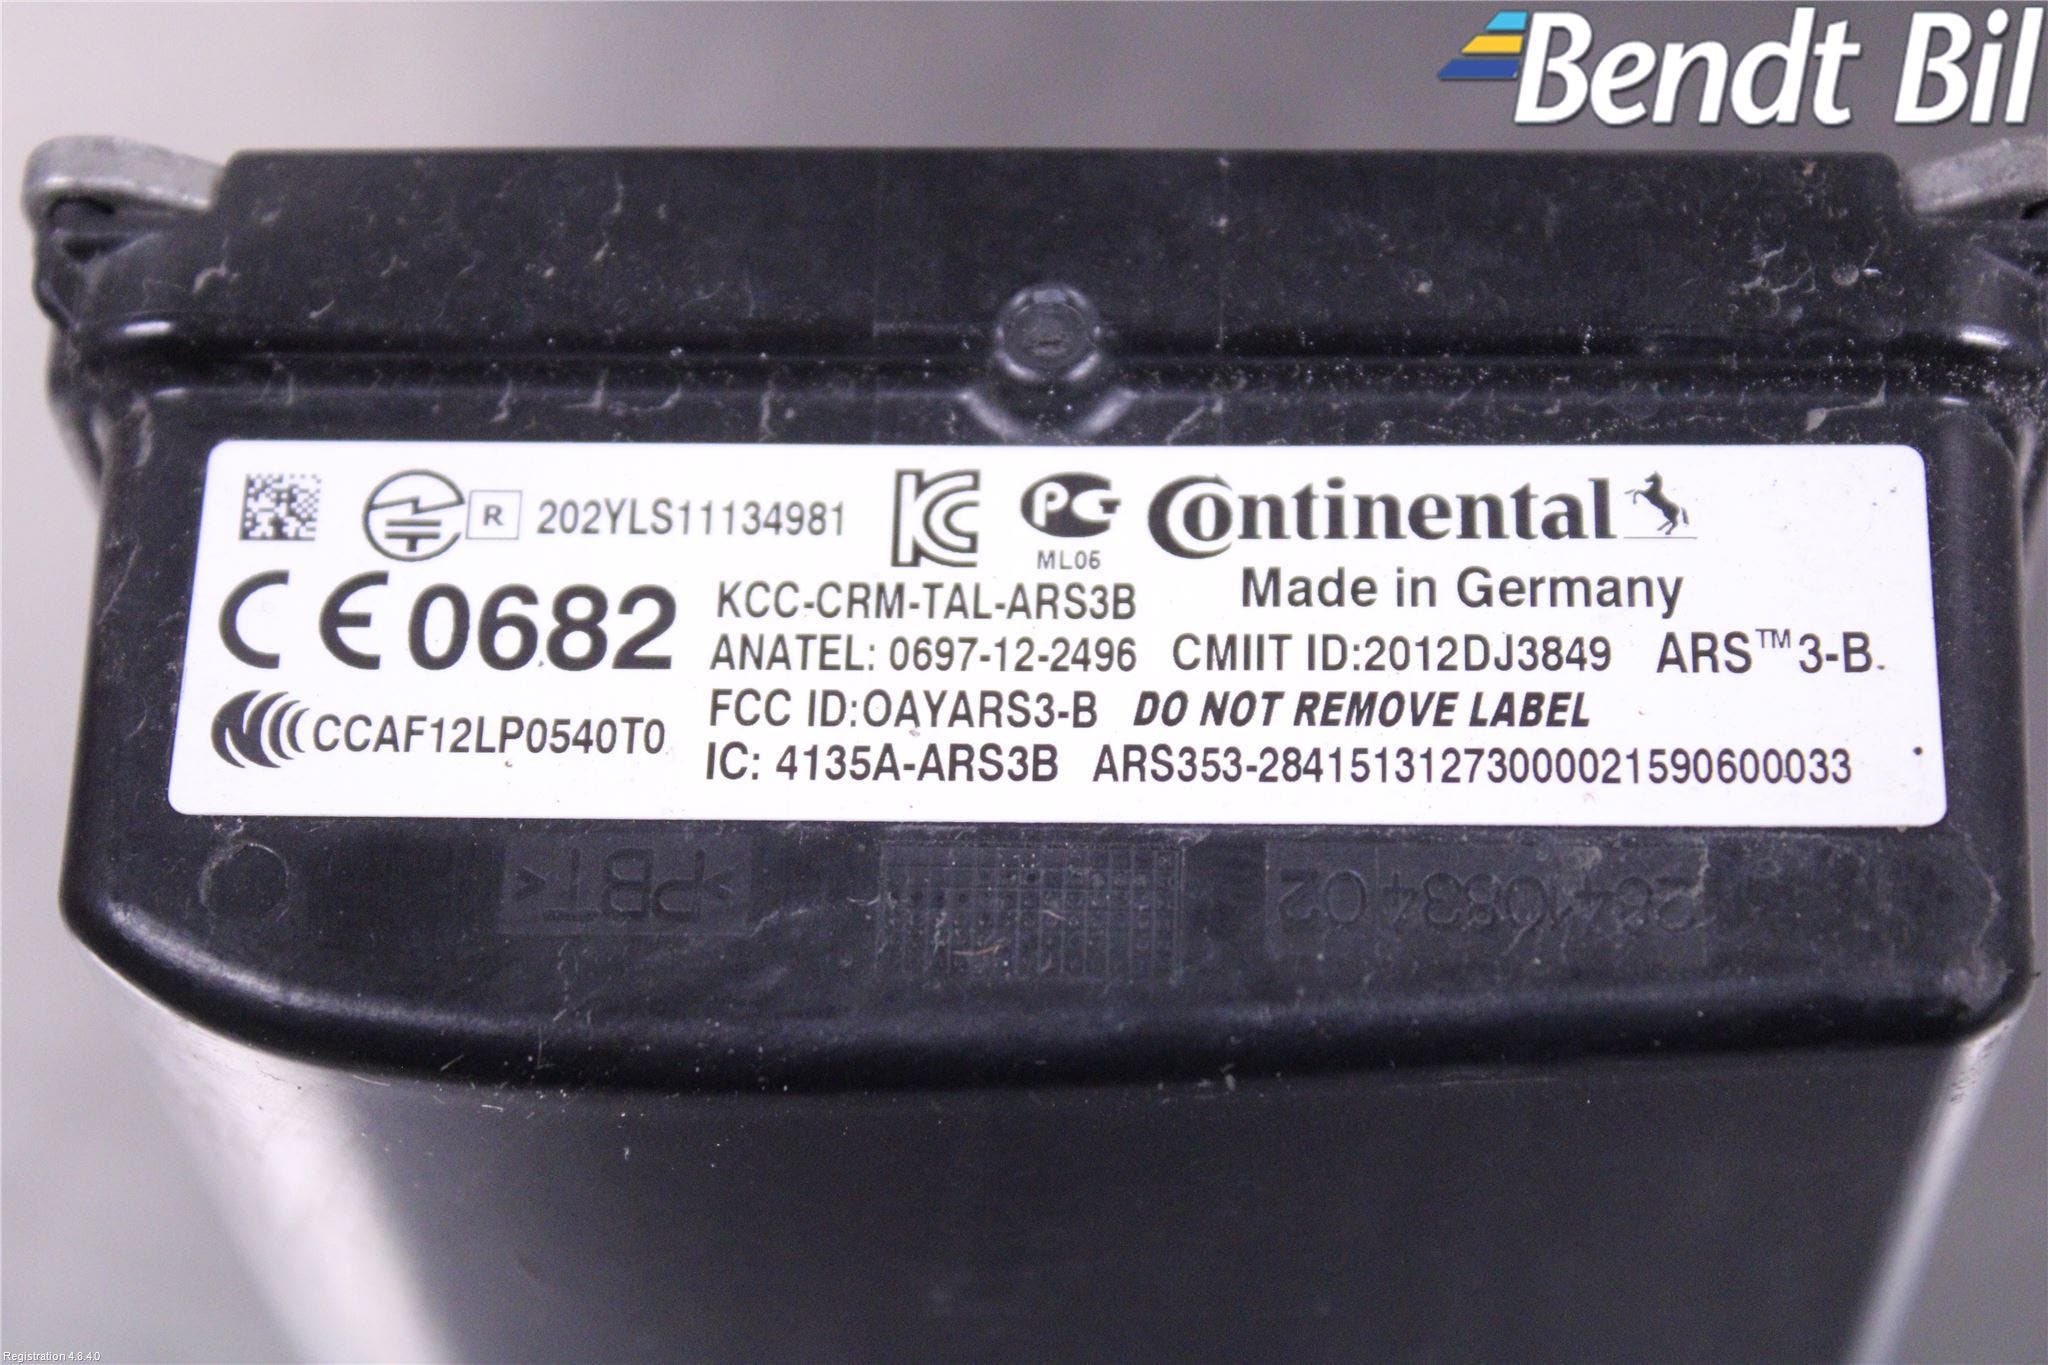 Bendt Bil
R 202YLS11134981
ML05
Continental
CE 0682
KCC-CRM-TAL-ARS3B
Made in Germany
ANATEL: 0697-12-2496 CMIIT ID:2012DJ3849 ARS™3-B
CCAF12LP0540T0
FCC ID:OAYARS3-B DO NOT REMOVE LABEL
IC: 4135A-ARS3B ARS353-28415131273000021590600033
>PBT<
Registration 4.8.4.0